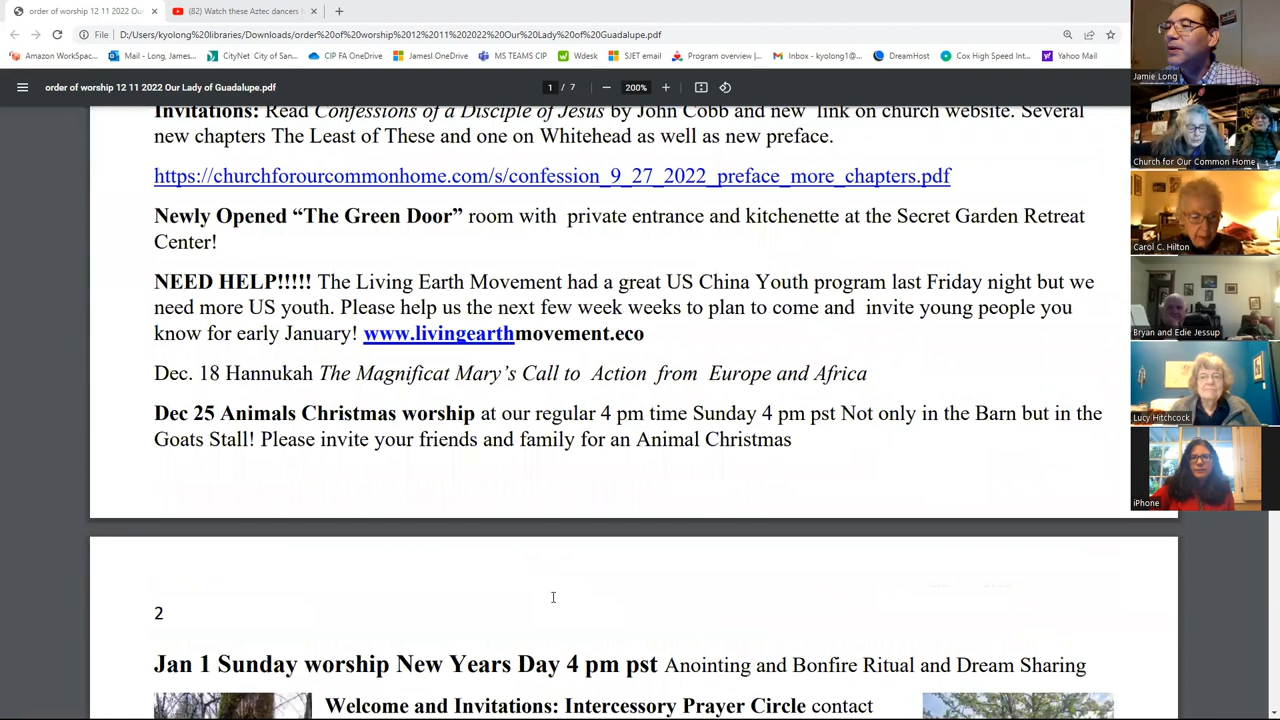 order of worship 12 11 2022 Ou
(82) Watch these Aztec dancers
File
D:/Users/kyolong%20libraries/Downloads/order%20of%20worship%2012%2011%202022%20Our%20Lady%20of%20Guadalupe.pdf
Amazon WorkSpac...
Mail - Long, James...
CityNet City of San...
CIP FA OneDrive
JamesI OneDrive
MS TEAMS CIP
Wdesk
SJET email
Program overview |...
Inbox - kyolong1@...
DreamHost
Cox High Speed Int...
Yahoo Mail
order of worship 12 11 2022 Our Lady of Guadalupe.pdf
1 / 7
200%
Invitations: Read Confessions of a Disciple of Jesus by John Cobb and new link on church website. Several
new chapters The Least of These and one on Whitehead as well as new preface.
https://churchforourcommonhome.com/s/confession_9_27_2022_preface_more_chapters.pdf
Newly Opened “The Green Door” room with private entrance and kitchenette at the Secret Garden Retreat
Center!
NEED HELP!!!!! The Living Earth Movement had a great US China Youth program last Friday night but we
need more US youth. Please help us the next few week weeks to plan to come and invite young people you
know for early January! www.livingearthmovement.eco
Dec. 18 Hannukah The Magnificat Mary’s Call to Action from Europe and Africa
Dec 25 Animals Christmas worship at our regular 4 pm time Sunday 4 pm pst Not only in the Barn but in the
Goats Stall! Please invite your friends and family for an Animal Christmas
2
Jan 1 Sunday worship New Years Day 4 pm pst Anointing and Bonfire Ritual and Dream Sharing
Welcome and Invitations: Intercessory Prayer Circle contact
Jamie Long
Church for Our Common Home
Carol C. Hilton
Bryan and Edie Jessup
Lucy Hitchcock
iPhone